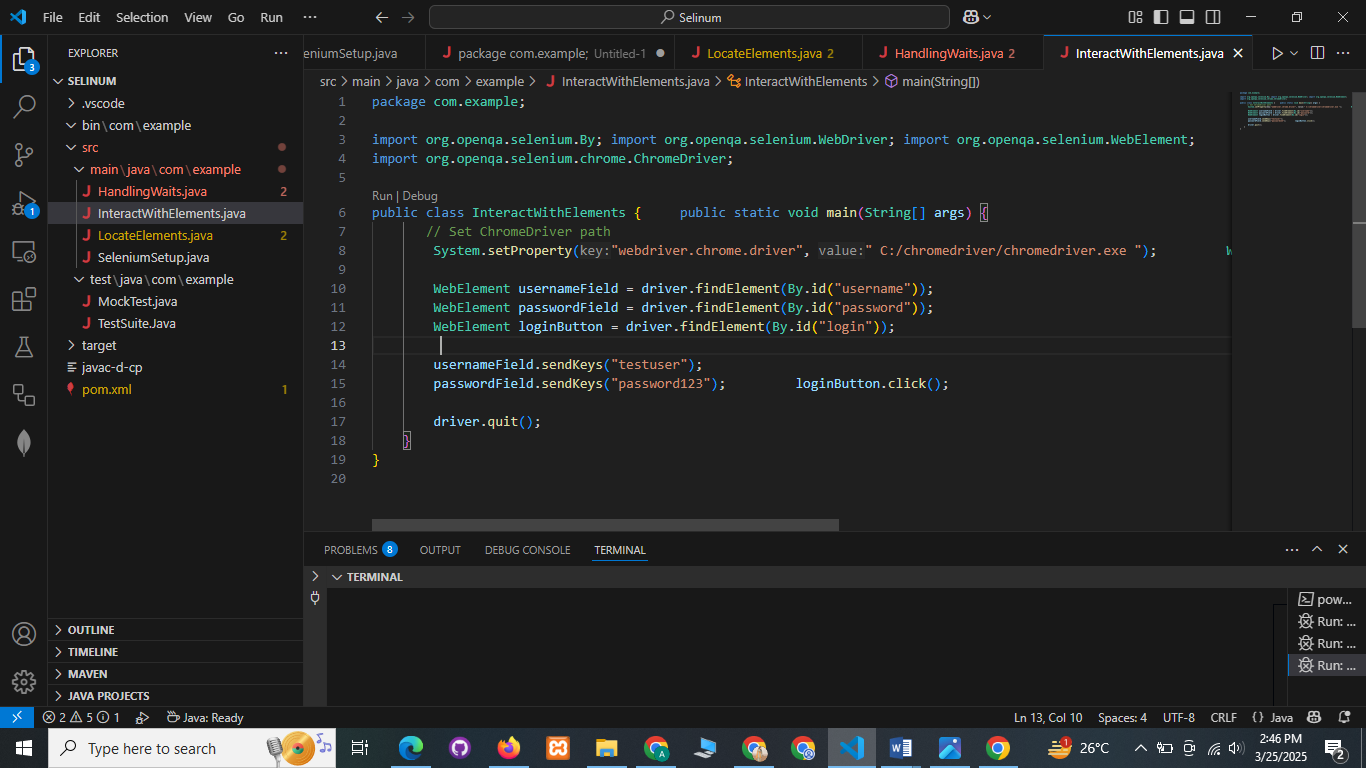 File Edit Selection View Go Run ··· Selinum
EXPLORER
SELINUM
.vscode
bin\com\example
src
main\java\com\example
HandlingWaits.java 2
InteractWithElements.java
LocateElements.java 2
SeleniumSetup.java
test\java\com\example
MockTest.java
TestSuite.Java
target
javac-d-cp
pom.xml 1
OUTLINE
TIMELINE
MAVEN
JAVA PROJECTS
3
1
eniumSetup.java package com.example; Untitled-1 LocateElements.java 2 HandlingWaits.java 2 InteractWithElements.java
src > main > java > com > example > InteractWithElements.java > InteractWithElements > main(String[])
1 package com.example;
2
3 import org.openqa.selenium.By; import org.openqa.selenium.WebDriver; import org.openqa.selenium.WebElement;
4 import org.openqa.selenium.chrome.ChromeDriver;
5
Run | Debug
6 public class InteractWithElements { public static void main(String[] args) {
7 // Set ChromeDriver path
8 System.setProperty(key:"webdriver.chrome.driver", value:" C:/chromedriver/chromedriver.exe "); W
9
10 WebElement usernameField = driver.findElement(By.id("username"));
11 WebElement passwordField = driver.findElement(By.id("password"));
12 WebElement loginButton = driver.findElement(By.id("login"));
13
14 usernameField.sendKeys("testuser");
15 passwordField.sendKeys("password123"); loginButton.click();
16
17 driver.quit();
18 }
19 }
20
PROBLEMS 8 OUTPUT DEBUG CONSOLE TERMINAL
TERMINAL
pow...
Run: ...
Run: ...
Run: ...
2 5 1 Java: Ready Ln 13, Col 10 Spaces: 4 UTF-8 CRLF {} Java
Type here to search 1 26°C 2:46 PM
3/25/2025 2